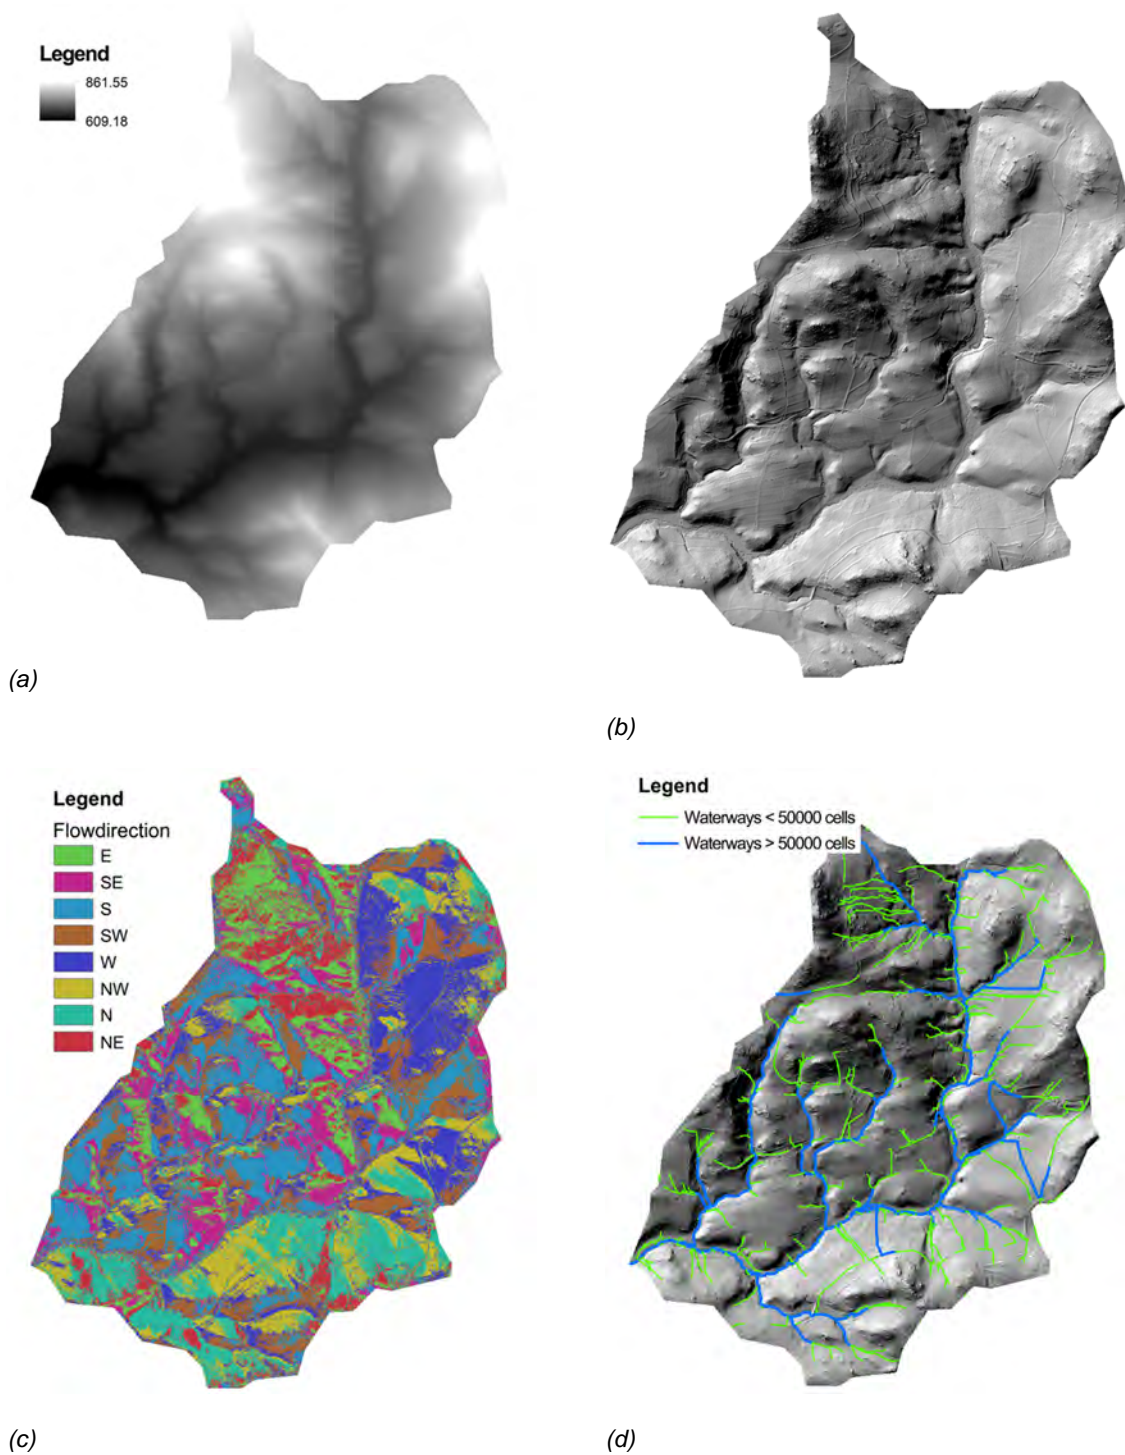 Legend
861.55
609.18
(a)
(b)
Legend
Flowdirection
E
SE
S
SW
W
NW
N
NE
(c)
Legend
Waterways < 50000 cells
Waterways > 50000 cells
(d)